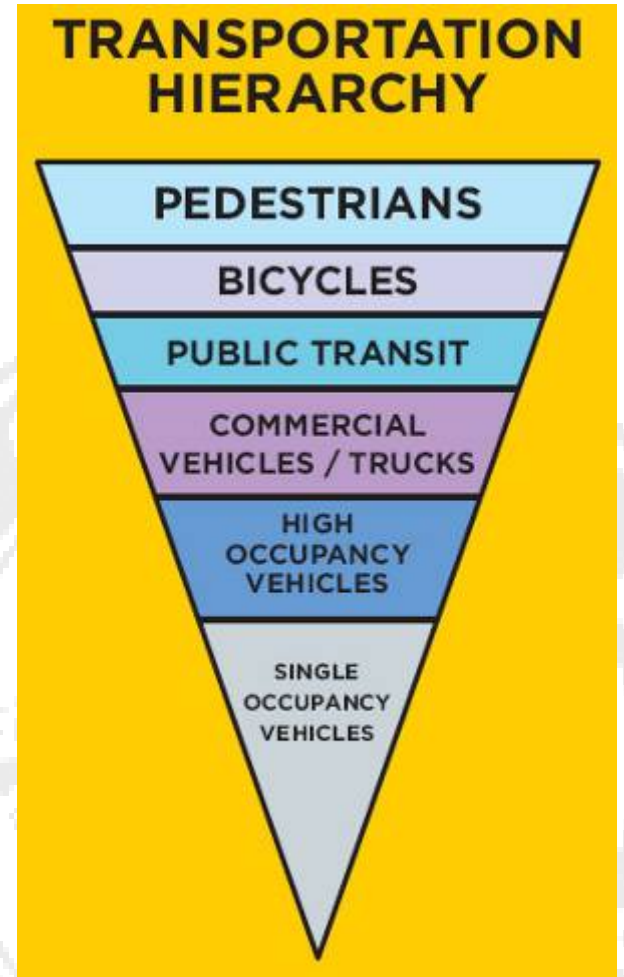 TRANSPORTATION
HIERARCHY
PEDESTRIANS
BICYCLES
PUBLIC TRANSIT
COMMERCIAL
VEHICLES / TRUCKS
HIGH
OCCUPANCY
VEHICLES
SINGLE
OCCUPANCY
VEHICLES